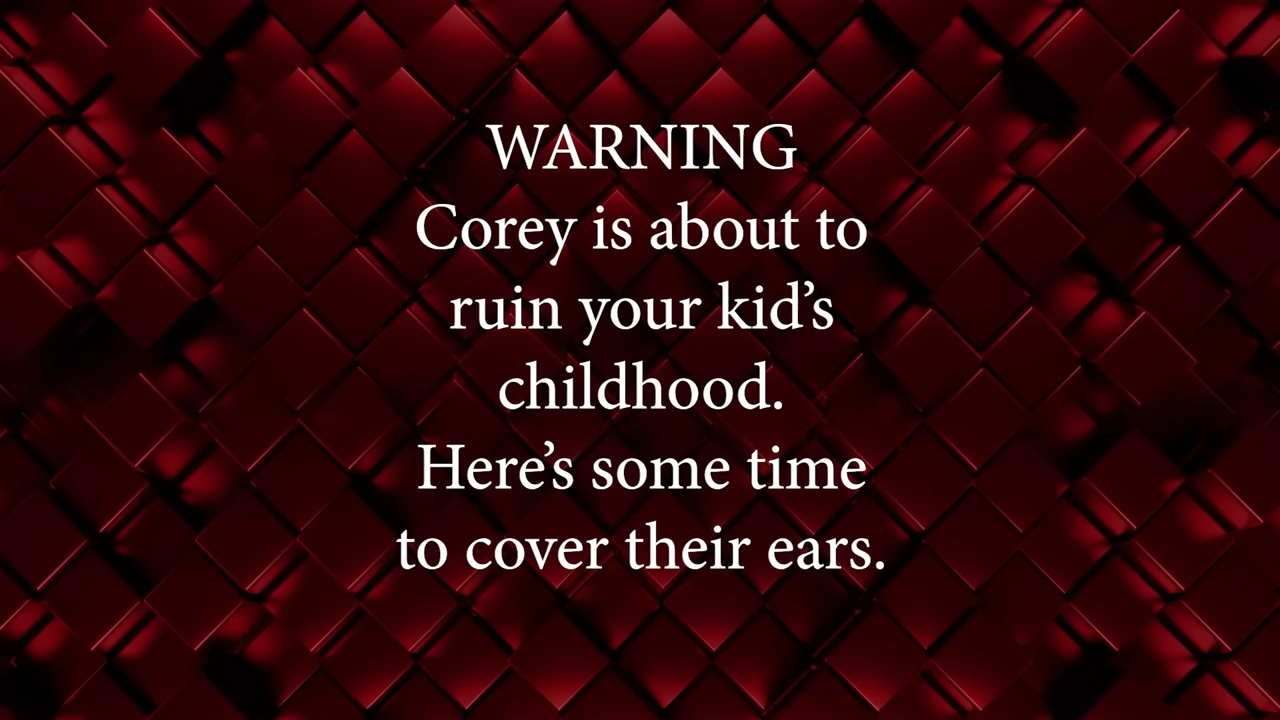 WARNING
Corey is about to
ruin your kid’s
childhood.
Here’s some time
to cover their ears.